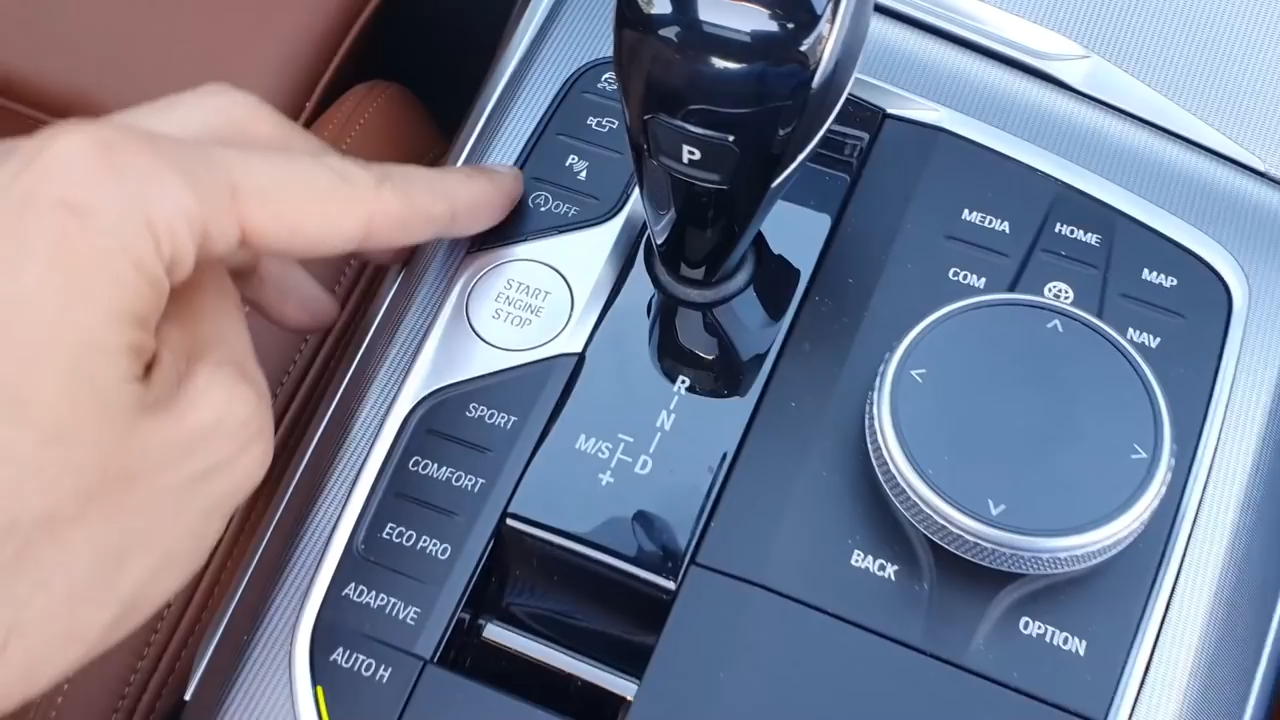 P
P
A OFF
START
ENGINE
STOP
SPORT
COMFORT
ECO PRO
ADAPTIVE
AUTO H
R
N
M/S
D
+
MEDIA
HOME
MAP
COM
NAV
BACK
OPTION